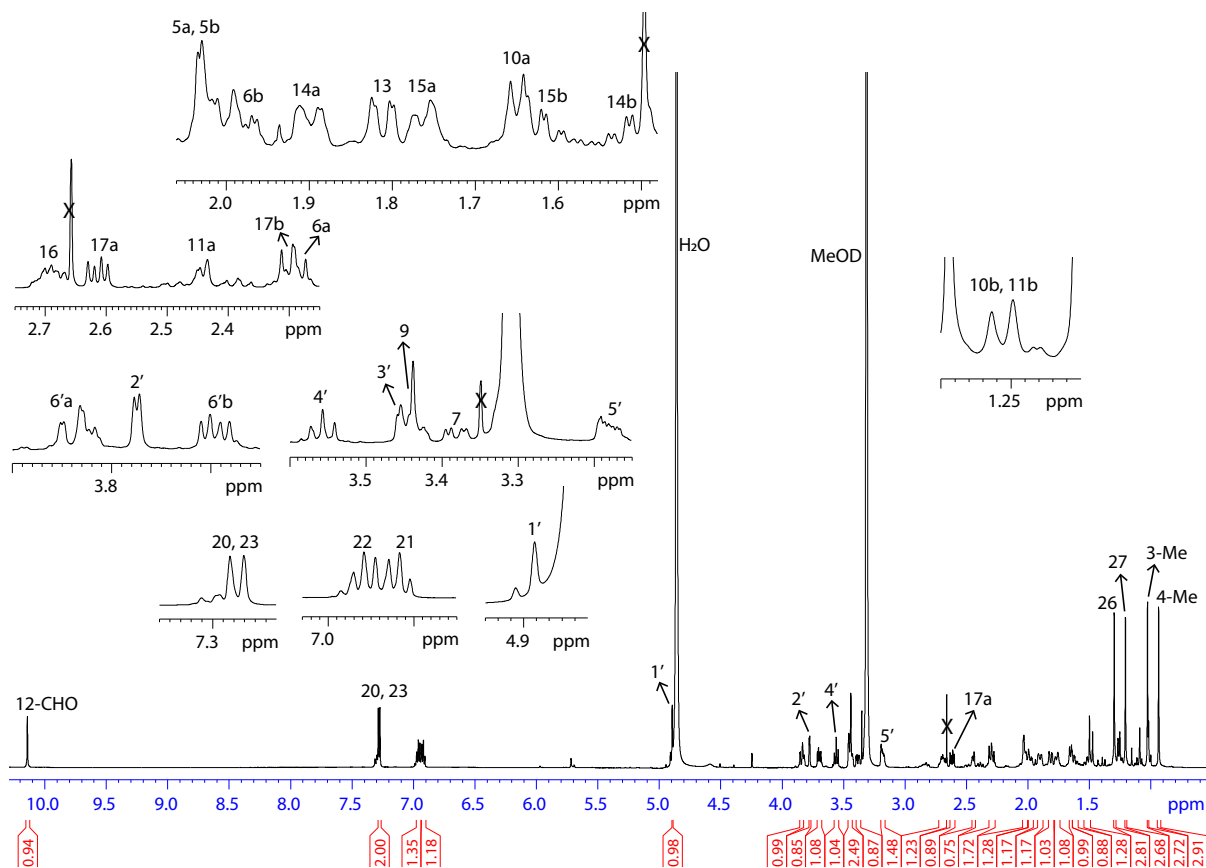 5a, 5b
6b
14a
13
15a
10a
15b
14b
X
2.0
1.9
1.8
1.7
1.6
ppm
X
16
17a
11a
17b
6a
2.7
2.6
2.5
2.4
ppm
H₂O
MeOD
10b, 11b
1.25
ppm
6′a
2′
6′b
3.8
ppm
4′
3′
9
7
X
5′
3.5
3.4
3.3
ppm
20, 23
7.3
ppm
22
21
7.0
ppm
1′
4.9
ppm
12-CHO
20, 23
1′
2′
4′
5′
X
17a
26
27
3-Me
4-Me
10.0
9.5
9.0
8.5
8.0
7.5
7.0
6.5
6.0
5.5
5.0
4.5
4.0
3.5
3.0
2.5
2.0
1.5
ppm
0.94
2.00
1.35
1.18
0.98
0.99
0.85
1.08
1.04
2.49
0.87
1.48
1.23
0.89
0.75
1.72
1.28
1.17
1.17
1.03
1.08
0.99
0.88
1.28
2.81
2.68
2.72
2.91